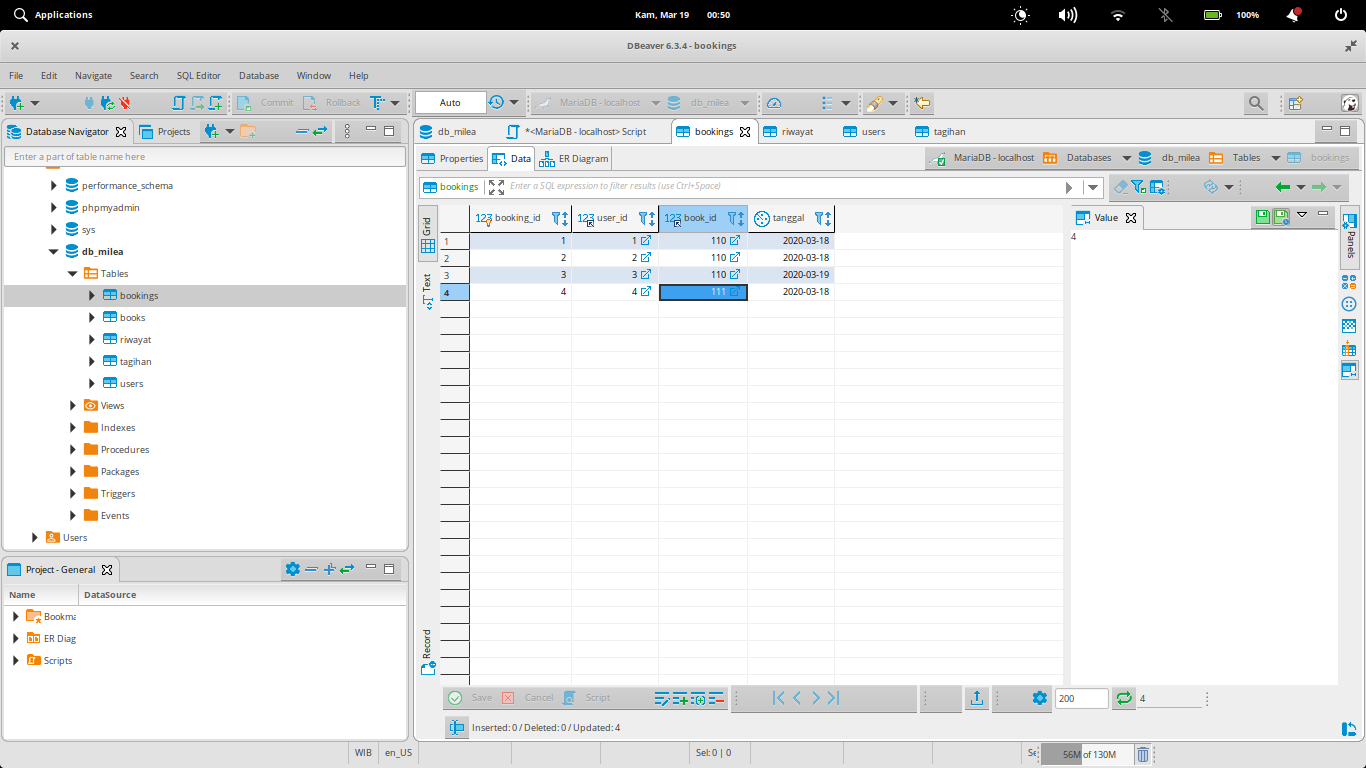 Applications
Kam, Mar 19 00:50
100%
DBeaver 6.3.4 - bookings
File Edit Navigate Search SQL Editor Database Window Help
Commit Rollback Auto MariaDB - localhost db_milea
Database Navigator Projects
Enter a part of table name here
performance_schema
phpmyadmin
sys
db_milea
Tables
bookings
books
riwayat
tagihan
users
Views
Indexes
Procedures
Packages
Triggers
Events
Users
Project - General
Name DataSource
Bookma
ER Diag
Scripts
db_milea *<MariaDB - localhost> Script bookings riwayat users tagihan
Properties Data ER Diagram
MariaDB - localhost Databases db_milea Tables bookings
bookings Enter a SQL expression to filter results (use Ctrl+Space)
Grid
Text
Record
123 booking_id 123 user_id 123 book_id tanggal
1 1 1 110 2020-03-18
2 2 2 110 2020-03-18
3 3 3 110 2020-03-19
4 4 4 111 2020-03-18
Value
4
Panels
Save Cancel Script
200
4
Inserted: 0 / Deleted: 0 / Updated: 4
WIB en_US Sel: 0 | 0 56M of 130M